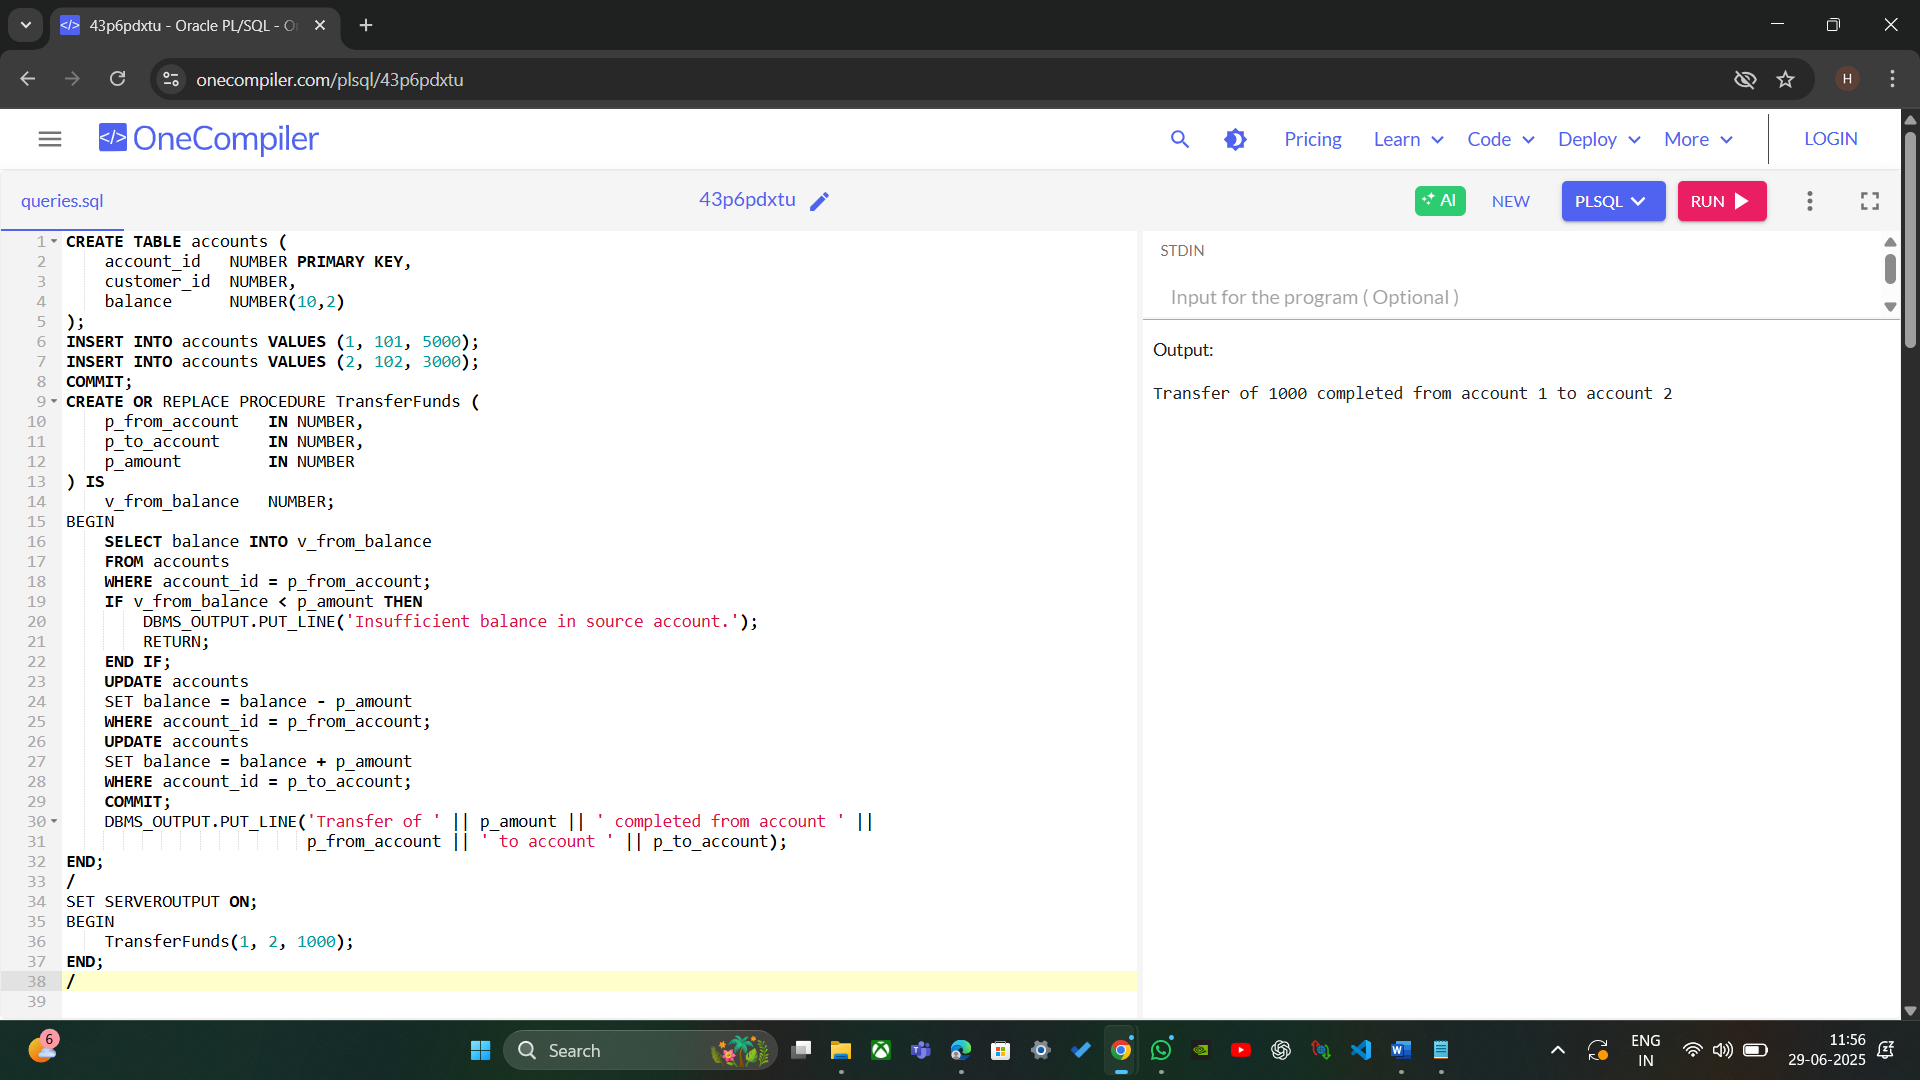 43p6pdxtu - Oracle PL/SQL - O
onecompiler.com/plsql/43p6pdxtu
H
</> OneCompiler
Pricing Learn Code Deploy More LOGIN
queries.sql
43p6pdxtu
AI NEW PLSQL RUN
1 CREATE TABLE accounts (
2     account_id   NUMBER PRIMARY KEY,
3     customer_id  NUMBER,
4     balance      NUMBER(10,2)
5 );
6 INSERT INTO accounts VALUES (1, 101, 5000);
7 INSERT INTO accounts VALUES (2, 102, 3000);
8 COMMIT;
9 CREATE OR REPLACE PROCEDURE TransferFunds (
10     p_from_account   IN NUMBER,
11     p_to_account     IN NUMBER,
12     p_amount         IN NUMBER
13 ) IS
14     v_from_balance   NUMBER;
15 BEGIN
16     SELECT balance INTO v_from_balance
17     FROM accounts
18     WHERE account_id = p_from_account;
19     IF v_from_balance < p_amount THEN
20         DBMS_OUTPUT.PUT_LINE('Insufficient balance in source account.');
21         RETURN;
22     END IF;
23     UPDATE accounts
24     SET balance = balance - p_amount
25     WHERE account_id = p_from_account;
26     UPDATE accounts
27     SET balance = balance + p_amount
28     WHERE account_id = p_to_account;
29     COMMIT;
30     DBMS_OUTPUT.PUT_LINE('Transfer of ' || p_amount || ' completed from account ' ||
31                          p_from_account || ' to account ' || p_to_account);
32 END;
33 /
34 SET SERVEROUTPUT ON;
35 BEGIN
36     TransferFunds(1, 2, 1000);
37 END;
38 /
39
STDIN
Input for the program ( Optional )
Output:
Transfer of 1000 completed from account 1 to account 2
6
Search
ENG
IN
11:56
29-06-2025